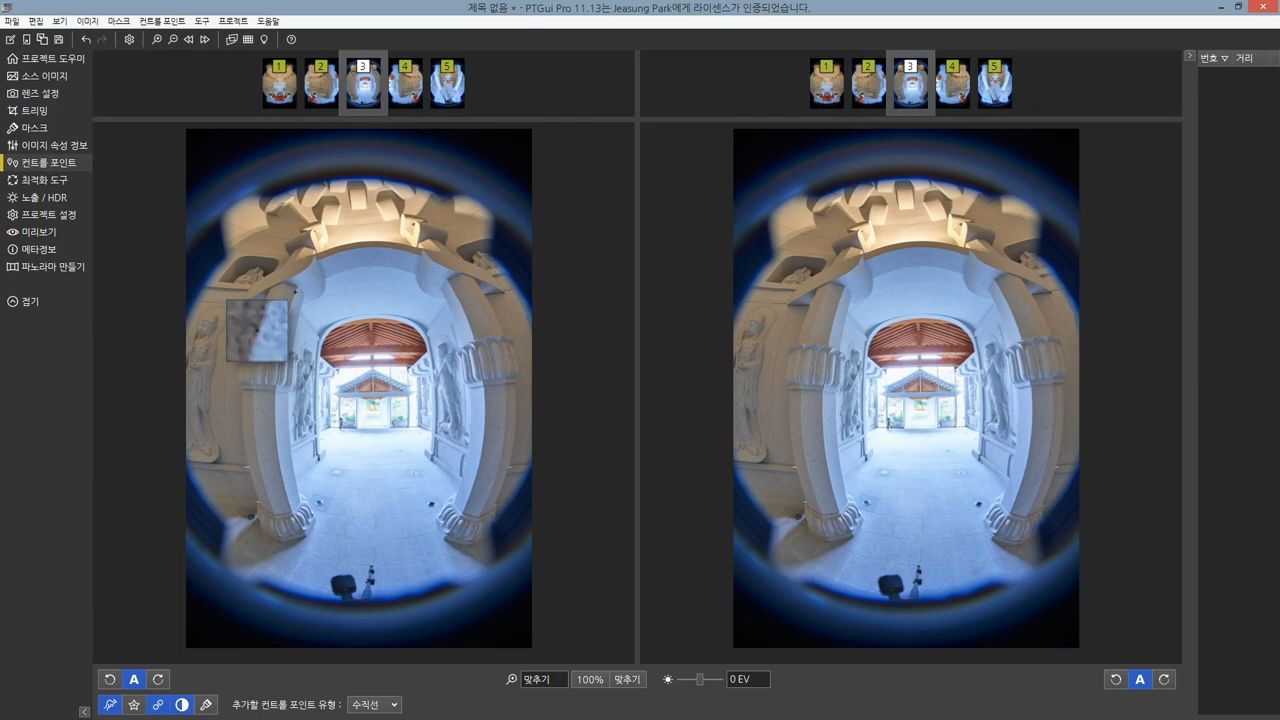 제목 없음 * - PTGui Pro 11.13는 Jeasung Park에게 라이센스가 인증되었습니다.
파일 편집 보기 이미지 마스크 컨트롤 포인트 도구 프로젝트 도움말
프로젝트 도우미
소스 이미지
렌즈 설정
트리밍
마스크
이미지 속성 정보
컨트롤 포인트
최적화 도구
노출 / HDR
프로젝트 설정
미리보기
메타정보
파노라마 만들기
접기
1 2 3 4 5
1 2 3 4 5
번호 거리
A 맞추기 100% 맞추기 0 EV A
추가할 컨트롤 포인트 유형 : 수직선